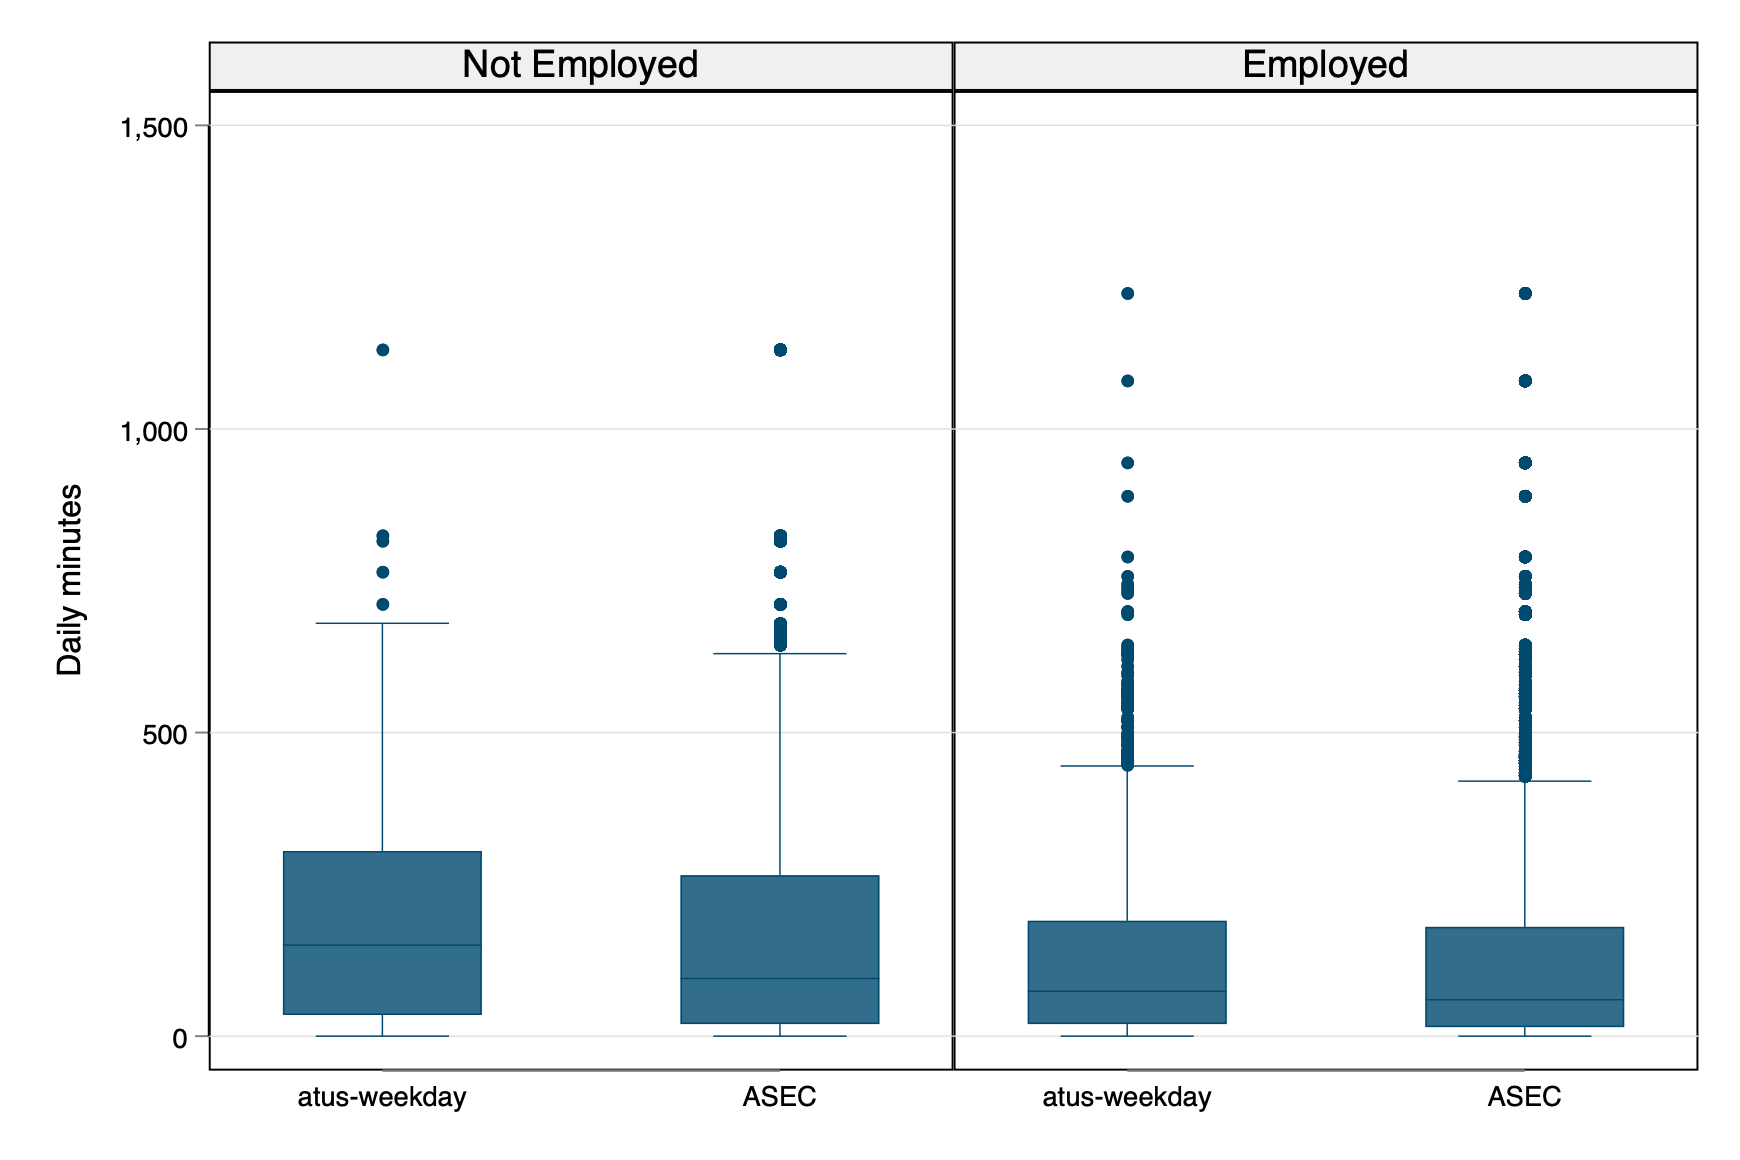 Not Employed
Employed
1,500
1,000
500
0
Daily minutes
atus-weekday
ASEC
atus-weekday
ASEC